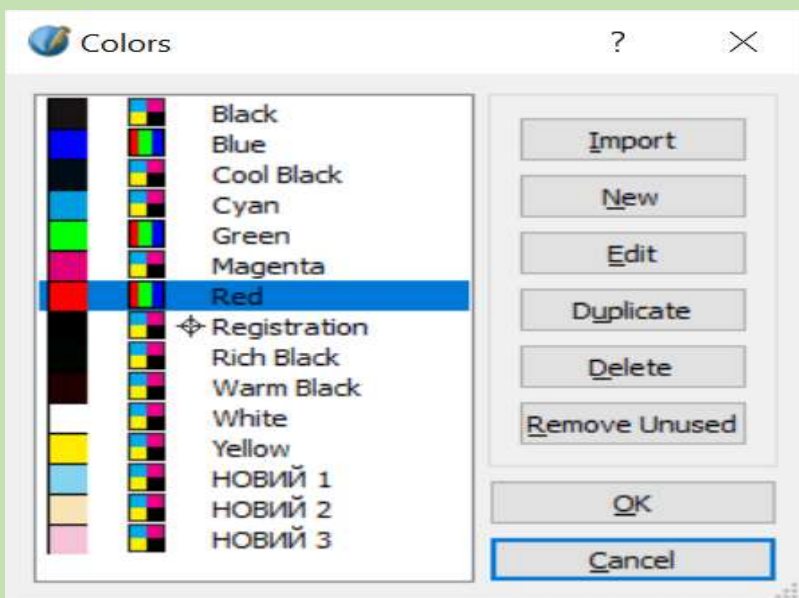 Colors
?
Black
Blue
Cool Black
Cyan
Green
Magenta
Red
Registration
Rich Black
Warm Black
White
Yellow
НОВИЙ 1
НОВИЙ 2
НОВИЙ 3
Import
New
Edit
Duplicate
Delete
Remove Unused
OK
Cancel